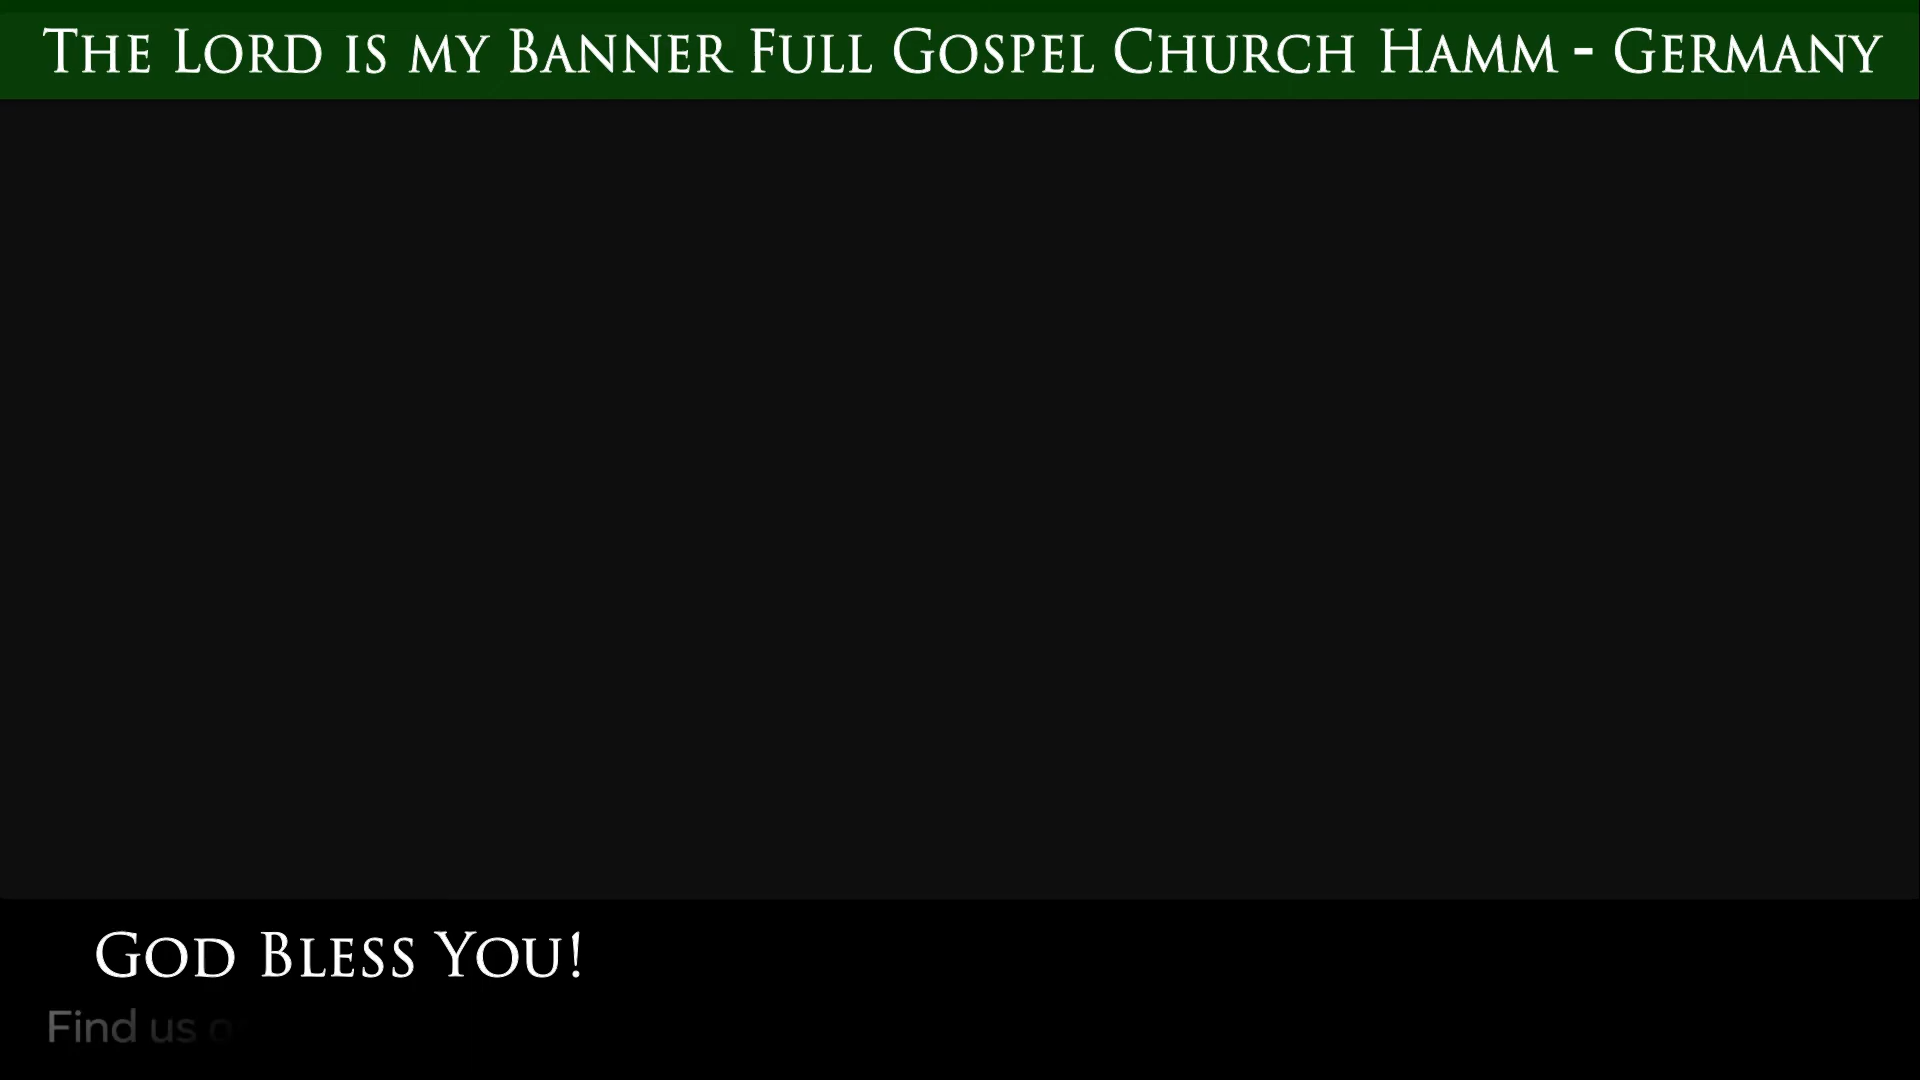 The Lord is my Banner Full Gospel Church Hamm - Germany
God Bless You!
Find us